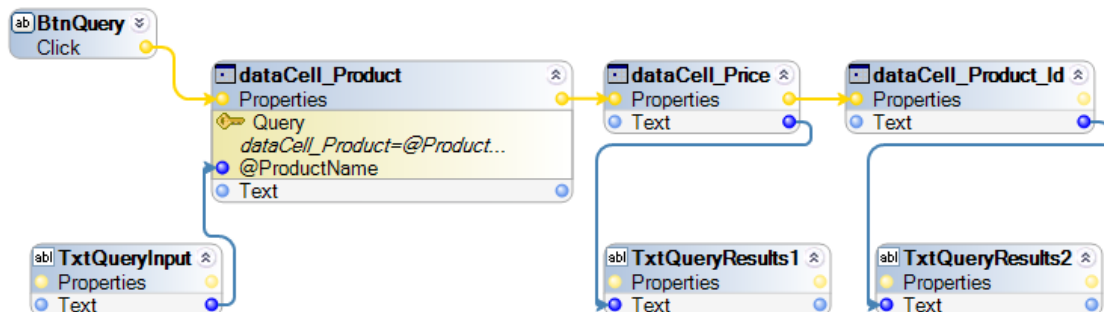 BtnQuery
Click
dataCell_Product
Properties
Query
dataCell_Product=@Product...
@ProductName
Text
dataCell_Price
Properties
Text
dataCell_Product_Id
Properties
Text
TxtQueryInput
Properties
Text
TxtQueryResults1
Properties
Text
TxtQueryResults2
Properties
Text